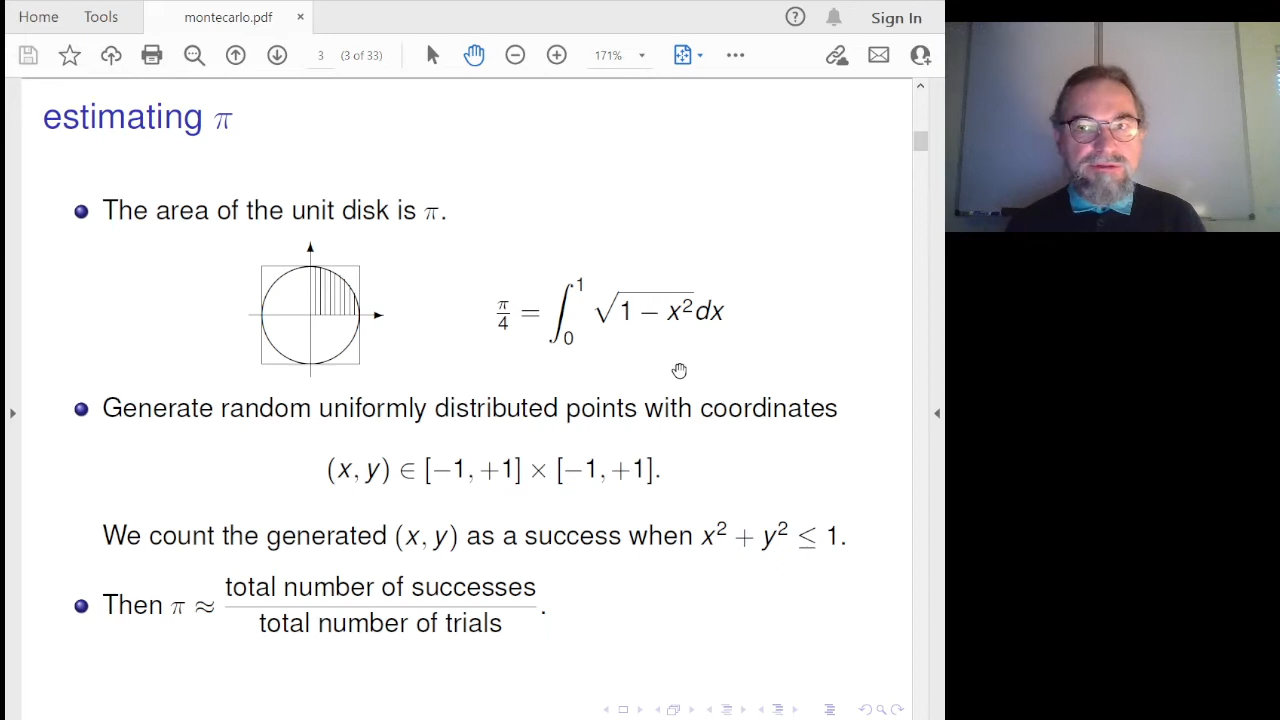 Home Tools montecarlo.pdf × ? Sign In
3 (3 of 33) 171%
estimating π
The area of the unit disk is π.
π/4 = ∫₀¹ √(1 − x²) dx
Generate random uniformly distributed points with coordinates
(x, y) ∈ [−1, +1] × [−1, +1].
We count the generated (x, y) as a success when x² + y² ≤ 1.
Then π ≈ total number of successes / total number of trials .